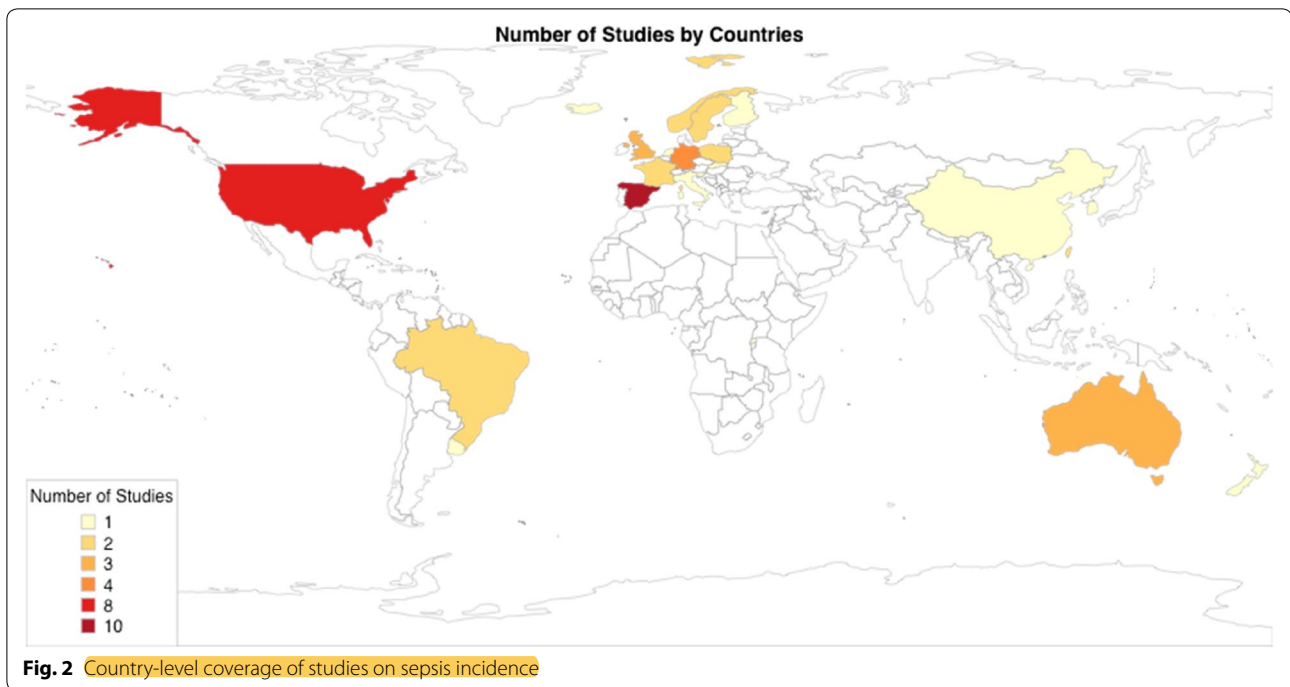 Number of Studies by Countries
Number of Studies
1
2
3
4
8
10
Fig. 2 Country-level coverage of studies on sepsis incidence